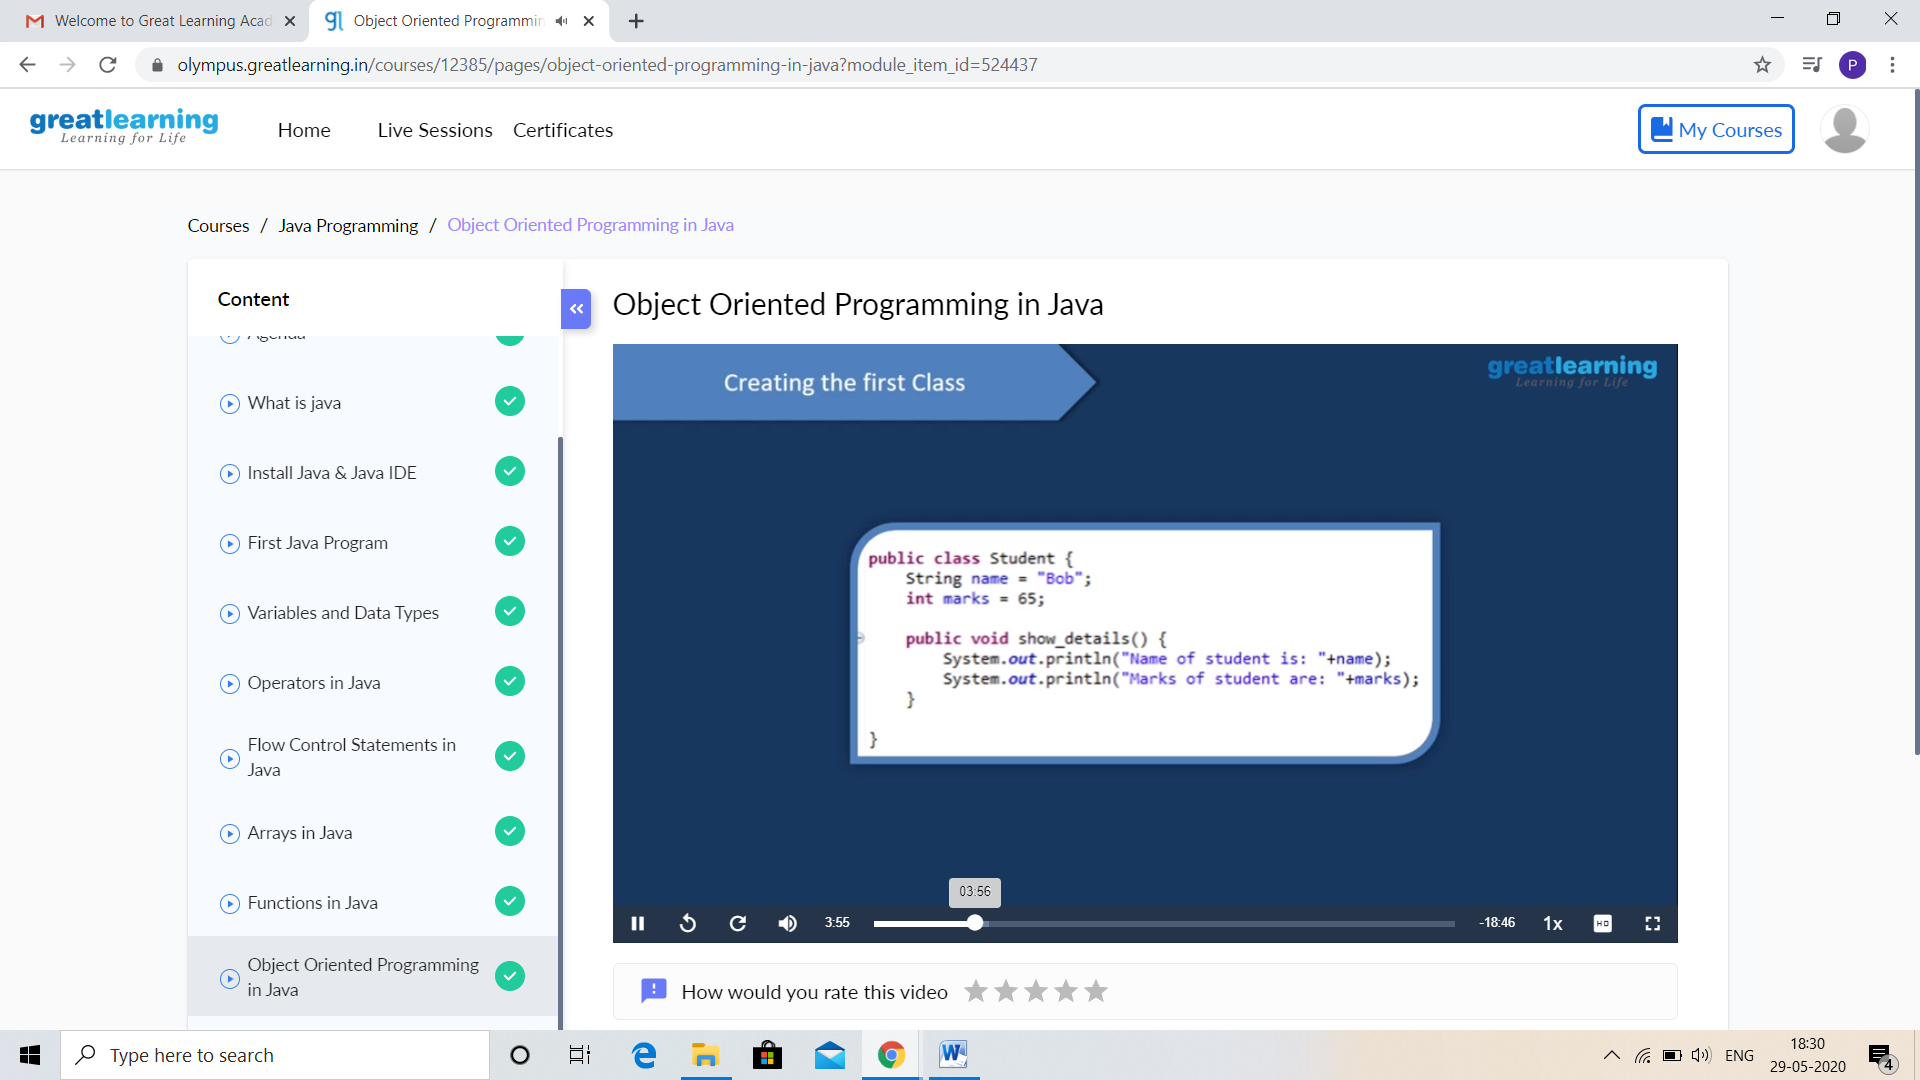 Welcome to Great Learning Acad
Object Oriented Programmin
olympus.greatlearning.in/courses/12385/pages/object-oriented-programming-in-java?module_item_id=524437
P
greatlearning
Learning for Life
Home
Live Sessions
Certificates
My Courses
Courses / Java Programming / Object Oriented Programming in Java
Content
Agenda
What is java
Install Java & Java IDE
First Java Program
Variables and Data Types
Operators in Java
Flow Control Statements in
Java
Arrays in Java
Functions in Java
Object Oriented Programming
in Java
Object Oriented Programming in Java
Creating the first Class
greatlearning
Learning for Life
public class Student {
String name = "Bob";
int marks = 65;
public void show_details() {
System.out.println("Name of student is: "+name);
System.out.println("Marks of student are: "+marks);
}
}
03:56
3:55
-18:46
1x
HD
How would you rate this video
Type here to search
ENG
18:30
29-05-2020
4